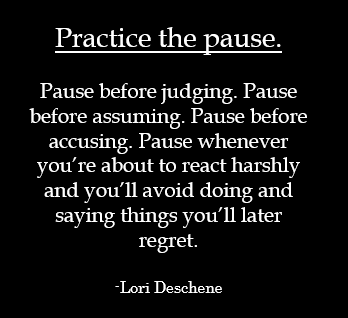 Practice the pause.
Pause before judging. Pause
before assuming. Pause before
accusing. Pause whenever
you’re about to react harshly
and you’ll avoid doing and
saying things you’ll later
regret.
-Lori Deschene